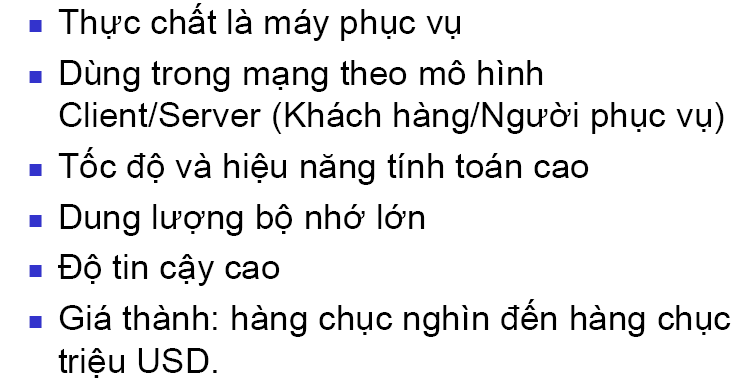 Thực chất là máy phục vụ
Dùng trong mạng theo mô hình
Client/Server (Khách hàng/Người phục vụ)
Tốc độ và hiệu năng tính toán cao
Dung lượng bộ nhớ lớn
Độ tin cậy cao
Giá thành: hàng chục nghìn đến hàng chục
triệu USD.